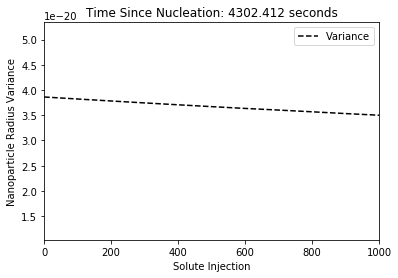 Time Since Nucleation: 4302.412 seconds
1e−20
Variance
5.0
4.5
4.0
3.5
3.0
2.5
2.0
1.5
Nanoparticle Radius Variance
0 200 400 600 800 1000
Solute Injection